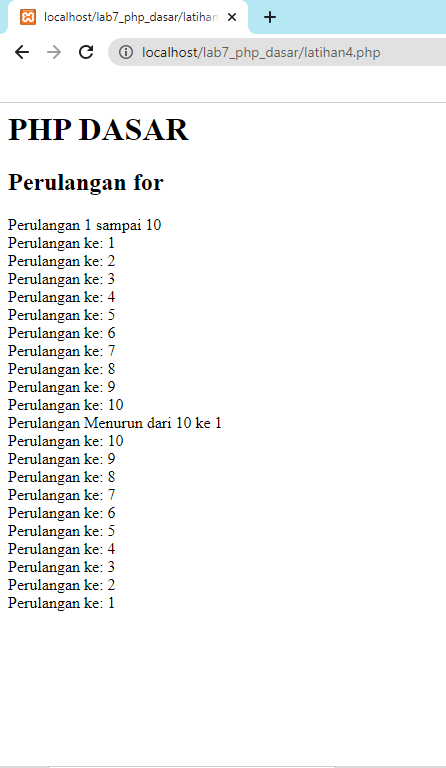 localhost/lab7_php_dasar/latihan
localhost/lab7_php_dasar/latihan4.php
PHP DASAR
Perulangan for
Perulangan 1 sampai 10
Perulangan ke: 1
Perulangan ke: 2
Perulangan ke: 3
Perulangan ke: 4
Perulangan ke: 5
Perulangan ke: 6
Perulangan ke: 7
Perulangan ke: 8
Perulangan ke: 9
Perulangan ke: 10
Perulangan Menurun dari 10 ke 1
Perulangan ke: 10
Perulangan ke: 9
Perulangan ke: 8
Perulangan ke: 7
Perulangan ke: 6
Perulangan ke: 5
Perulangan ke: 4
Perulangan ke: 3
Perulangan ke: 2
Perulangan ke: 1